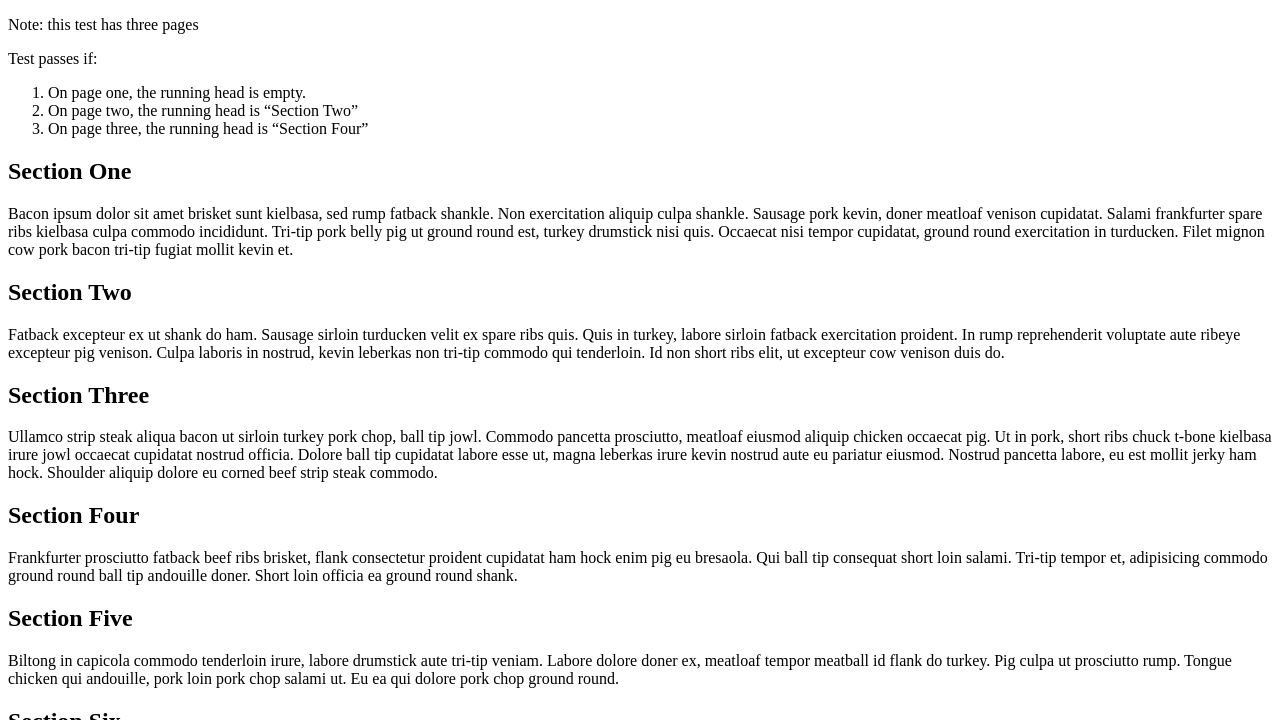 Note: this test has three pages
Test passes if:
1. On page one, the running head is empty.
2. On page two, the running head is “Section Two”
3. On page three, the running head is “Section Four”
Section One
Bacon ipsum dolor sit amet brisket sunt kielbasa, sed rump fatback shankle. Non exercitation aliquip culpa shankle. Sausage pork kevin, doner meatloaf venison cupidatat. Salami frankfurter spare
ribs kielbasa culpa commodo incididunt. Tri-tip pork belly pig ut ground round est, turkey drumstick nisi quis. Occaecat nisi tempor cupidatat, ground round exercitation in turducken. Filet mignon
cow pork bacon tri-tip fugiat mollit kevin et.
Section Two
Fatback excepteur ex ut shank do ham. Sausage sirloin turducken velit ex spare ribs quis. Quis in turkey, labore sirloin fatback exercitation proident. In rump reprehenderit voluptate aute ribeye
excepteur pig venison. Culpa laboris in nostrud, kevin leberkas non tri-tip commodo qui tenderloin. Id non short ribs elit, ut excepteur cow venison duis do.
Section Three
Ullamco strip steak aliqua bacon ut sirloin turkey pork chop, ball tip jowl. Commodo pancetta prosciutto, meatloaf eiusmod aliquip chicken occaecat pig. Ut in pork, short ribs chuck t-bone kielbasa
irure jowl occaecat cupidatat nostrud officia. Dolore ball tip cupidatat labore esse ut, magna leberkas irure kevin nostrud aute eu pariatur eiusmod. Nostrud pancetta labore, eu est mollit jerky ham
hock. Shoulder aliquip dolore eu corned beef strip steak commodo.
Section Four
Frankfurter prosciutto fatback beef ribs brisket, flank consectetur proident cupidatat ham hock enim pig eu bresaola. Qui ball tip consequat short loin salami. Tri-tip tempor et, adipisicing commodo
ground round ball tip andouille doner. Short loin officia ea ground round shank.
Section Five
Biltong in capicola commodo tenderloin irure, labore drumstick aute tri-tip veniam. Labore dolore doner ex, meatloaf tempor meatball id flank do turkey. Pig culpa ut prosciutto rump. Tongue
chicken qui andouille, pork loin pork chop salami ut. Eu ea qui dolore pork chop ground round.
Section Six